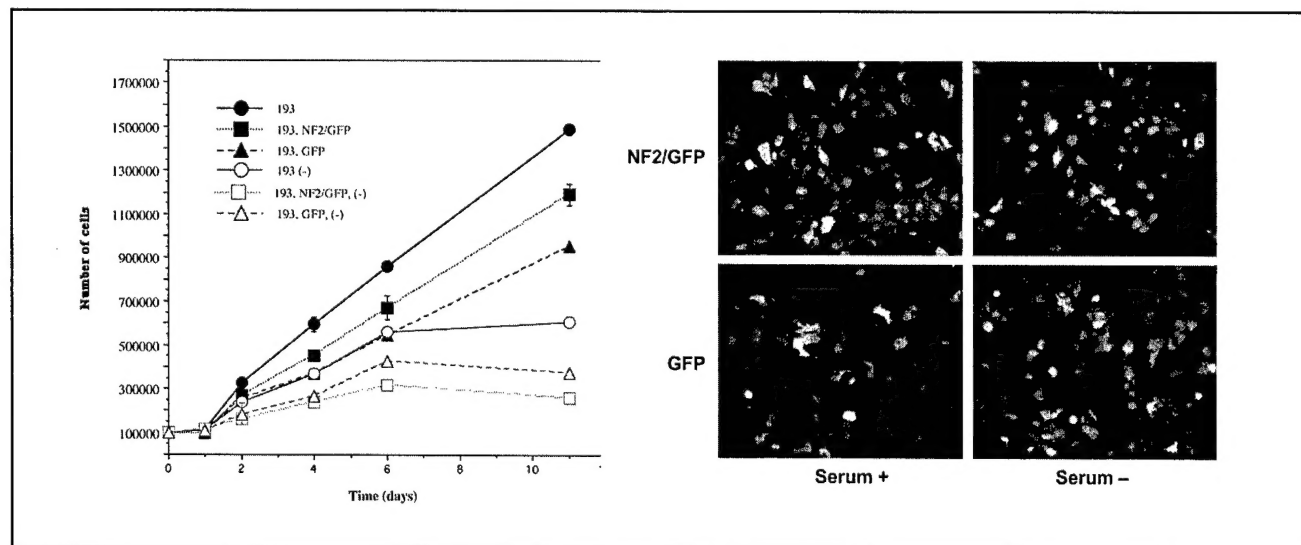 1700000
1500000
1300000
1100000
900000
700000
500000
300000
100000
Number of cells
193
193, NF2/GFP
193, GFP
193 (-)
193, NF2/GFP, (-)
193, GFP, (-)
0 2 4 6 8 10
Time (days)
NF2/GFP
GFP
Serum +
Serum –